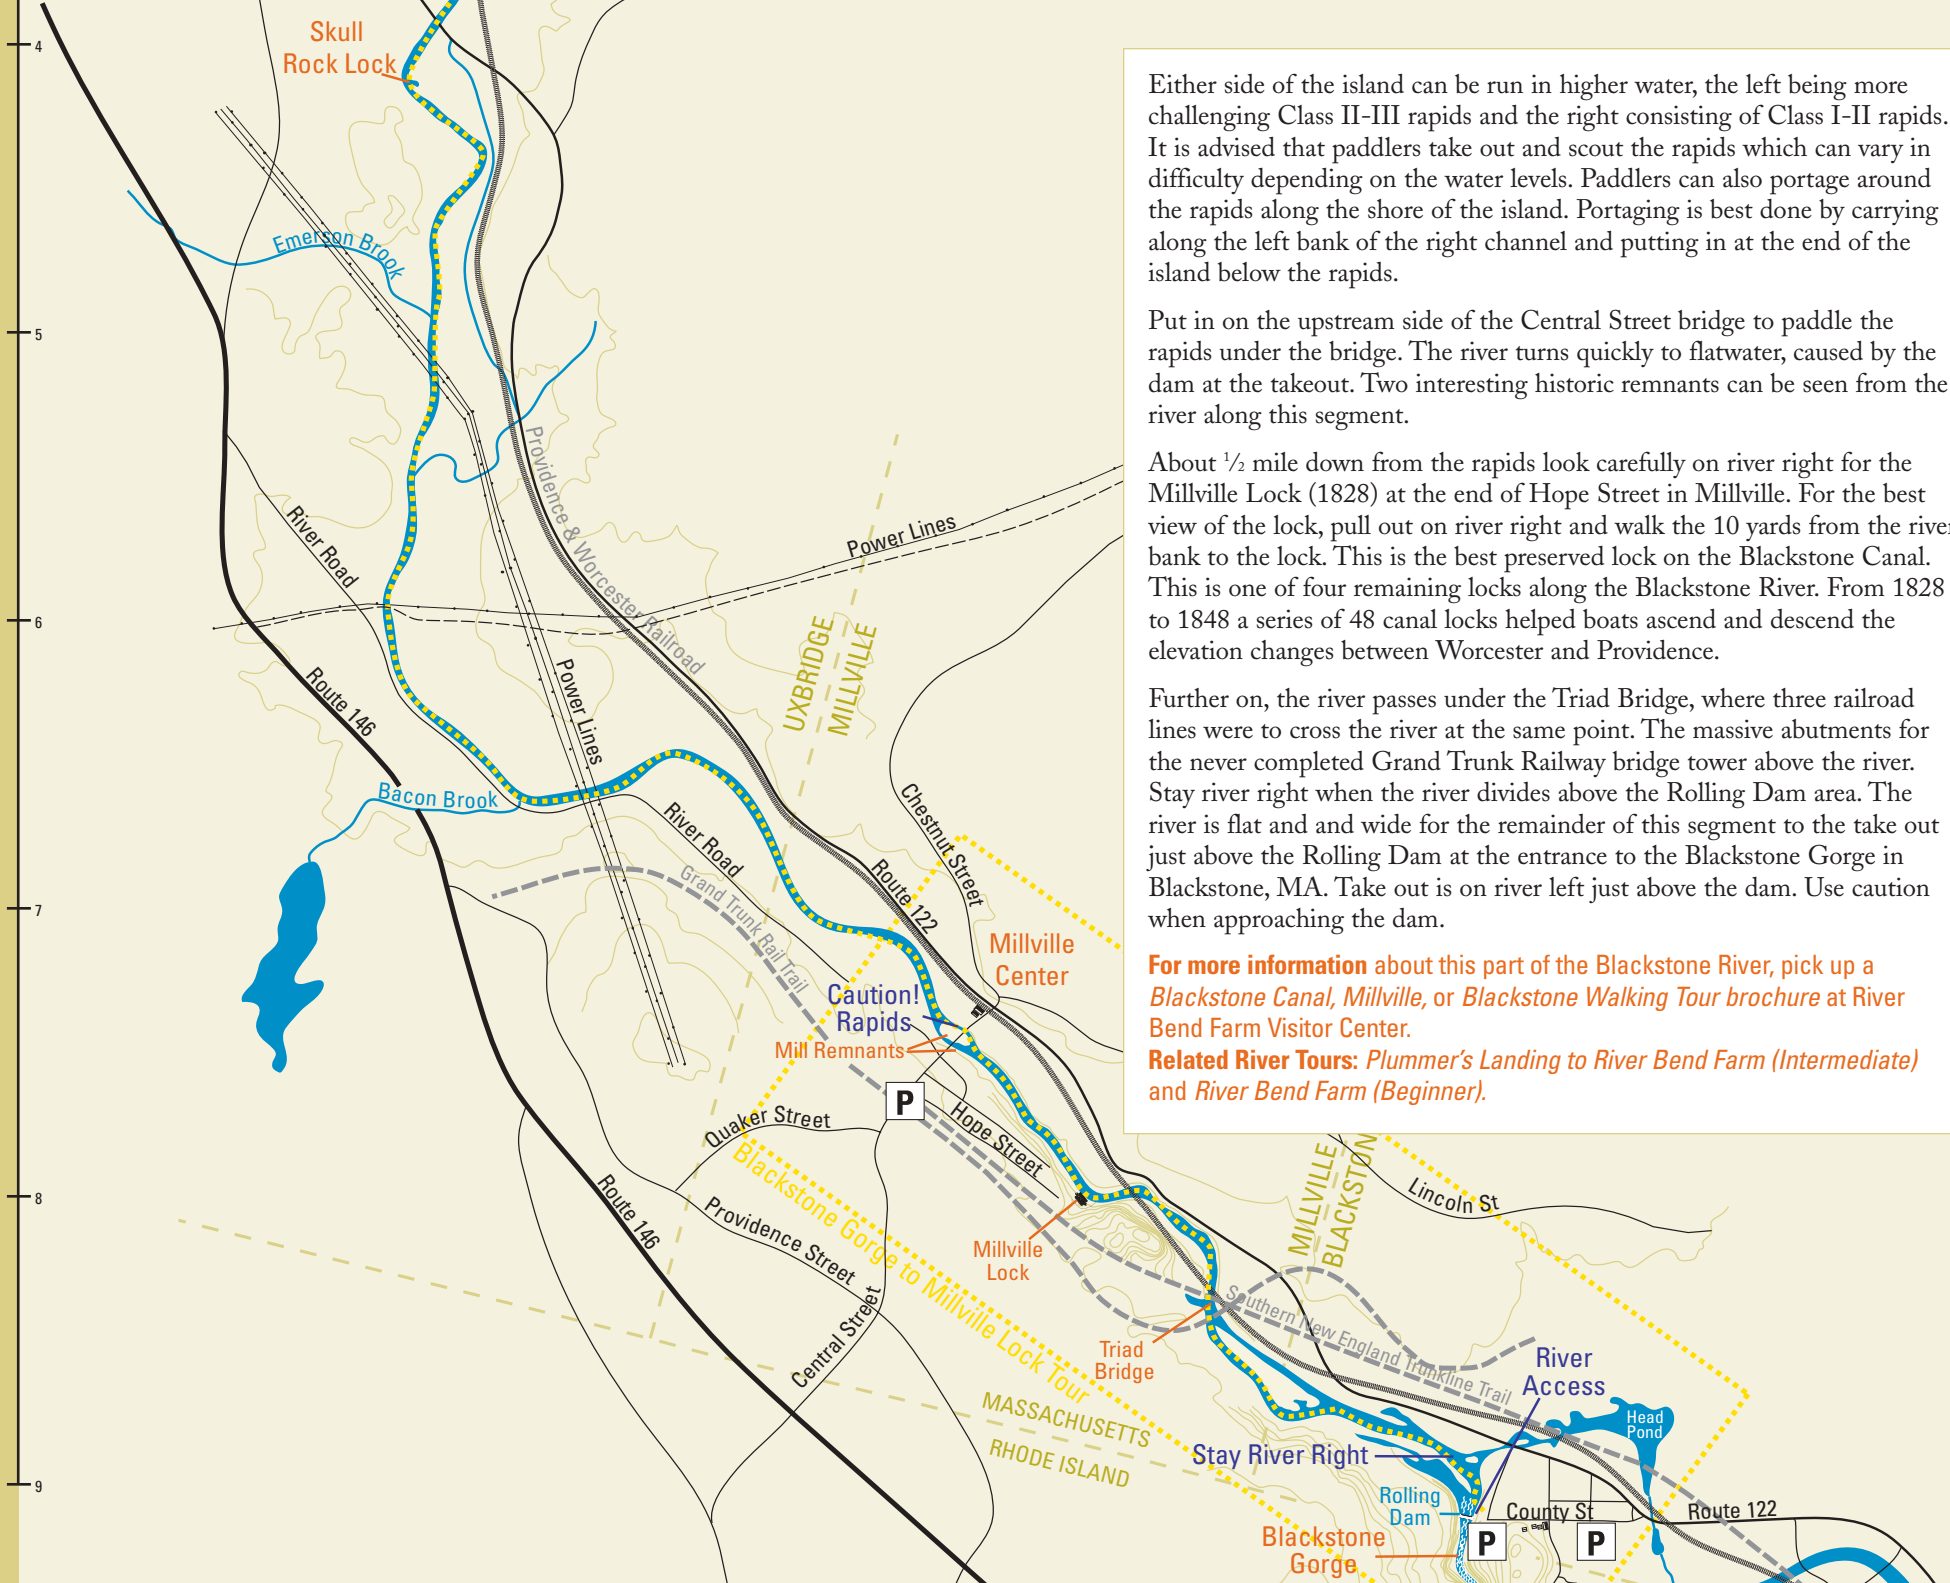 4
5
6
7
8
9
Skull
Rock Lock
Emerson Brook
River Road
Providence & Worcester Railroad
Power Lines
UXBRIDGE
MILLVILLE
Route 146
Power Lines
Bacon Brook
River Road
Chestnut Street
Grand Trunk Rail Trail
Route 122
Millville
Center
Caution!
Rapids
Mill Remnants
P
Quaker Street
Hope Street
Blackstone Gorge to Millville Lock Tour
Route 146
Providence Street
Central Street
Millville
Lock
MILLVILLE
BLACKSTON
Lincoln St
Southern New England Trunkline Trail
Triad
Bridge
River
Access
MASSACHUSETTS
RHODE ISLAND
Stay River Right
Head
Pond
Rolling
Dam
County St
Route 122
Blackstone
Gorge
P
P
Either side of the island can be run in higher water, the left being more
challenging Class II-III rapids and the right consisting of Class I-II rapids.
It is advised that paddlers take out and scout the rapids which can vary in
difficulty depending on the water levels. Paddlers can also portage around
the rapids along the shore of the island. Portaging is best done by carrying
along the left bank of the right channel and putting in at the end of the
island below the rapids.
Put in on the upstream side of the Central Street bridge to paddle the
rapids under the bridge. The river turns quickly to flatwater, caused by the
dam at the takeout. Two interesting historic remnants can be seen from the
river along this segment.
About ½ mile down from the rapids look carefully on river right for the
Millville Lock (1828) at the end of Hope Street in Millville. For the best
view of the lock, pull out on river right and walk the 10 yards from the river
bank to the lock. This is the best preserved lock on the Blackstone Canal.
This is one of four remaining locks along the Blackstone River. From 1828
to 1848 a series of 48 canal locks helped boats ascend and descend the
elevation changes between Worcester and Providence.
Further on, the river passes under the Triad Bridge, where three railroad
lines were to cross the river at the same point. The massive abutments for
the never completed Grand Trunk Railway bridge tower above the river.
Stay river right when the river divides above the Rolling Dam area. The
river is flat and and wide for the remainder of this segment to the take out
just above the Rolling Dam at the entrance to the Blackstone Gorge in
Blackstone, MA. Take out is on river left just above the dam. Use caution
when approaching the dam.
For more information about this part of the Blackstone River, pick up a
Blackstone Canal, Millville, or Blackstone Walking Tour brochure at River
Bend Farm Visitor Center.
Related River Tours: Plummer's Landing to River Bend Farm (Intermediate)
and River Bend Farm (Beginner).